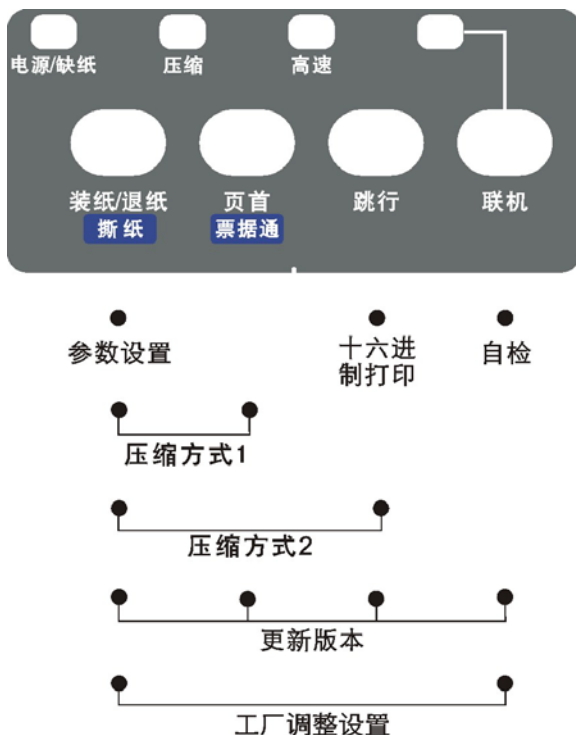 电源/缺纸 压缩 高速
装纸/退纸 页首 跳行 联机
撕纸 票据通
参数设置 十六进制打印 自检
压缩方式1
压缩方式2
更新版本
工厂调整设置